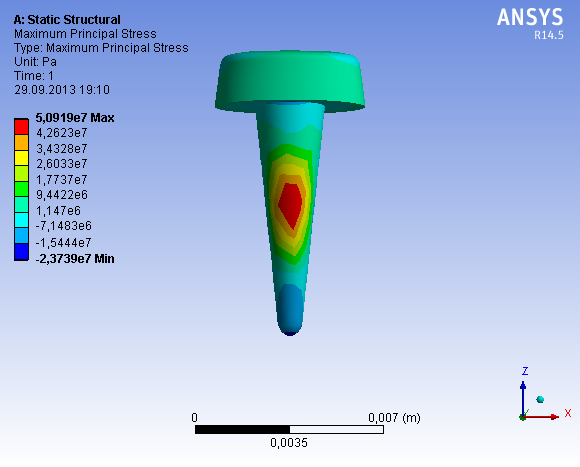 A: Static Structural
Maximum Principal Stress
Type: Maximum Principal Stress
Unit: Pa
Time: 1
29.09.2013 19:10
ANSYS
R14.5
5,0919e7 Max
4,2623e7
3,4328e7
2,6033e7
1,7737e7
9,4422e6
1,147e6
-7,1483e6
-1,5444e7
-2,3739e7 Min
0
0,007 (m)
0,0035
Z
Y
X